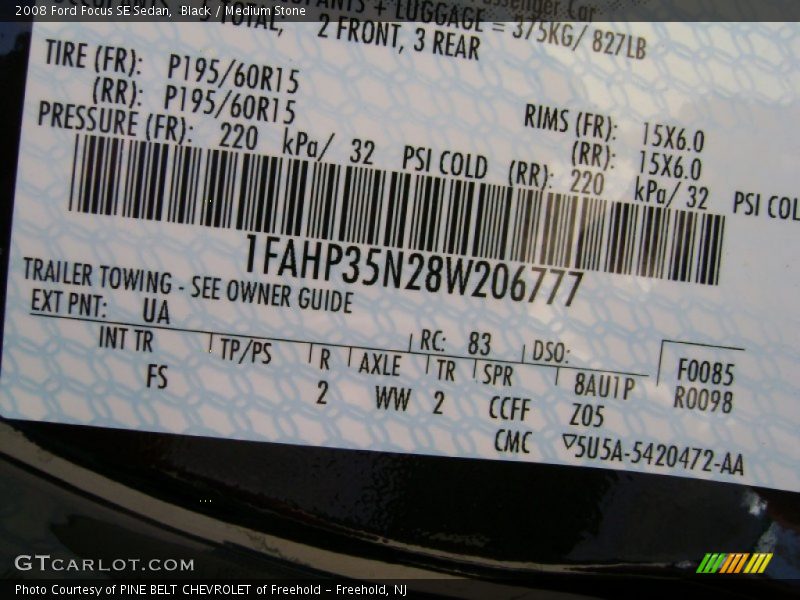 2008 Ford Focus SE Sedan,  Black / Medium Stone
Passenger Car
+ LUGGAGE = 375KG/ 827LB
TOTAL,   2 FRONT, 3 REAR
TIRE (FR):   P195/60R15
(RR):   P195/60R15
RIMS (FR):   15X6.0
(RR):   15X6.0
PRESSURE (FR):   220   kPa/   32   PSI COLD   (RR):   220   kPa/ 32   PSI COL
1FAHP35N28W206777
TRAILER TOWING - SEE OWNER GUIDE
EXT PNT:   UA   RC:   83   DSO:   F0085
INT TR   TP/PS   R   AXLE   TR   SPR   8AU1P   R0098
FS   2   WW   2   CCFF   Z05
CMC   ▽5U5A-5420472-AA
GTCARLOT.COM
Photo Courtesy of PINE BELT CHEVROLET of Freehold - Freehold, NJ